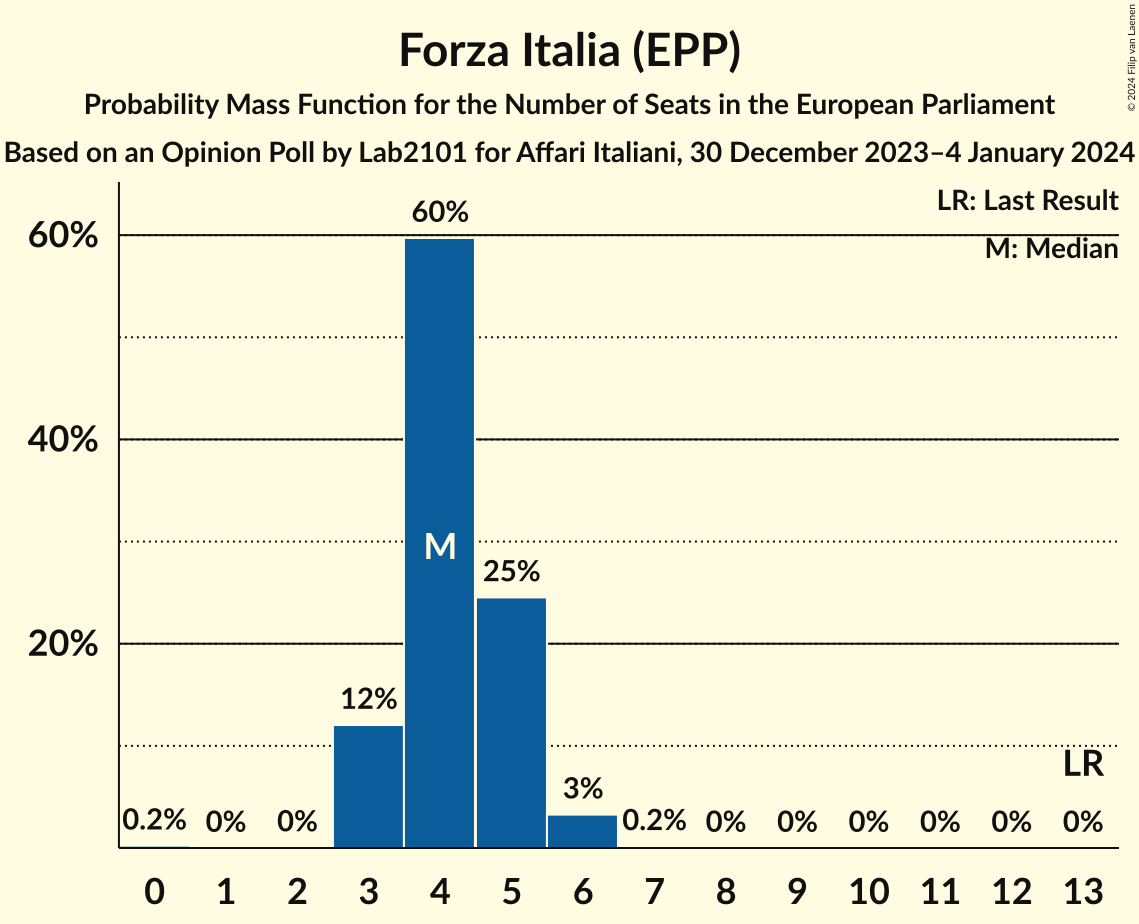 Forza Italia (EPP)
Probability Mass Function for the Number of Seats in the European Parliament
Based on an Opinion Poll by Lab2101 for Affari Italiani, 30 December 2023–4 January 2024
© 2024 Filip van Laenen
LR: Last Result
M: Median
60%
40%
20%
0.2% 0% 0% 12% 60% 25% 3% 0.2% 0% 0% 0% 0% 0% 0%
M
LR
0 1 2 3 4 5 6 7 8 9 10 11 12 13